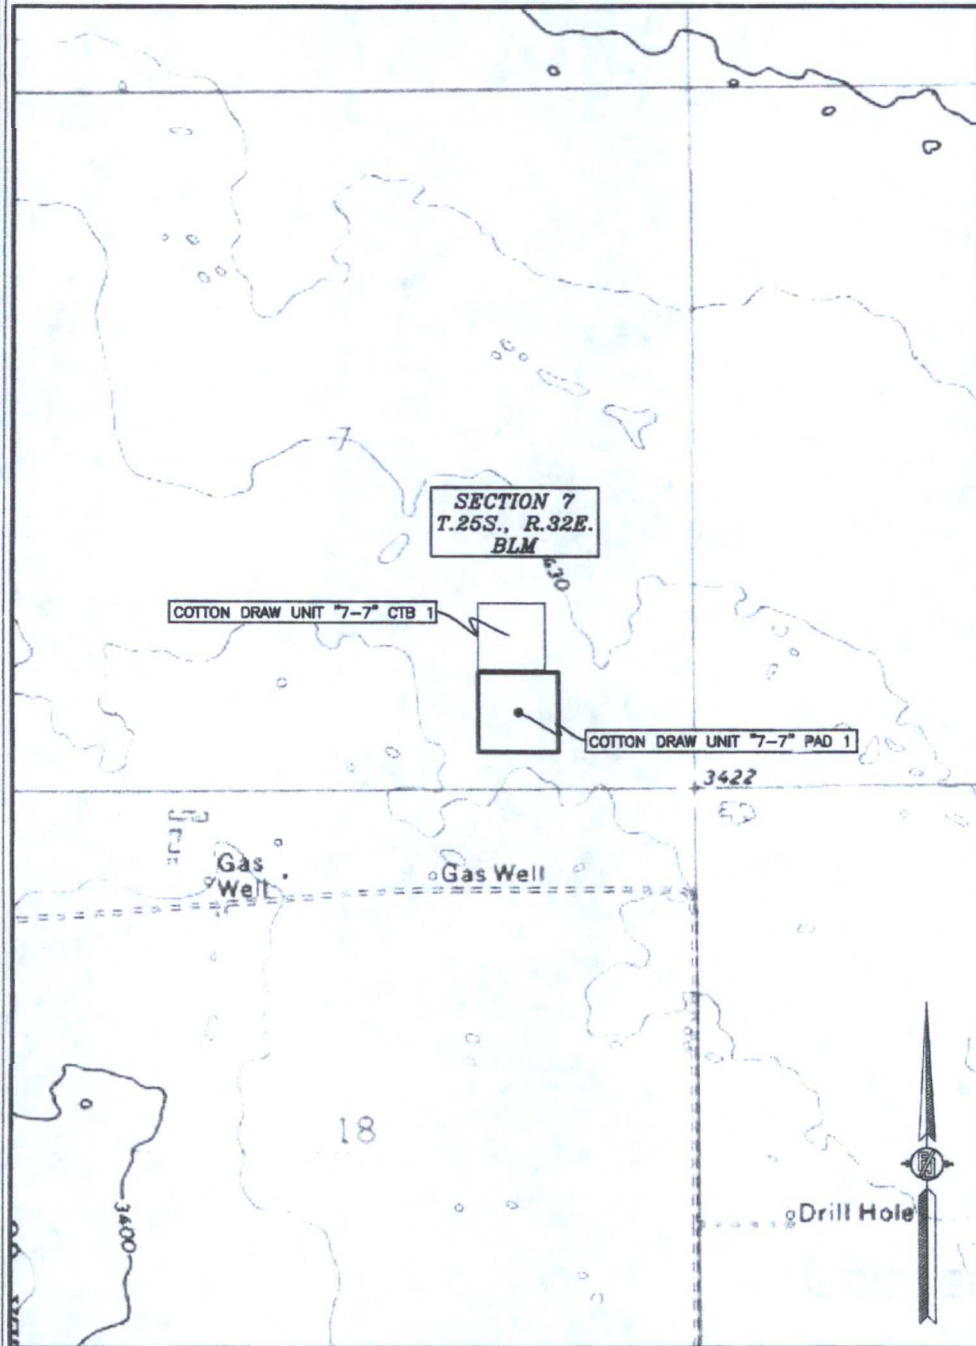 7
SECTION 7
T.25S., R.32E.
BLM
COTTON DRAW UNIT "7-7" CTB 1
COTTON DRAW UNIT "7-7" PAD 1
3422
Gas
Well
Gas Well
18
3400
Drill Hole